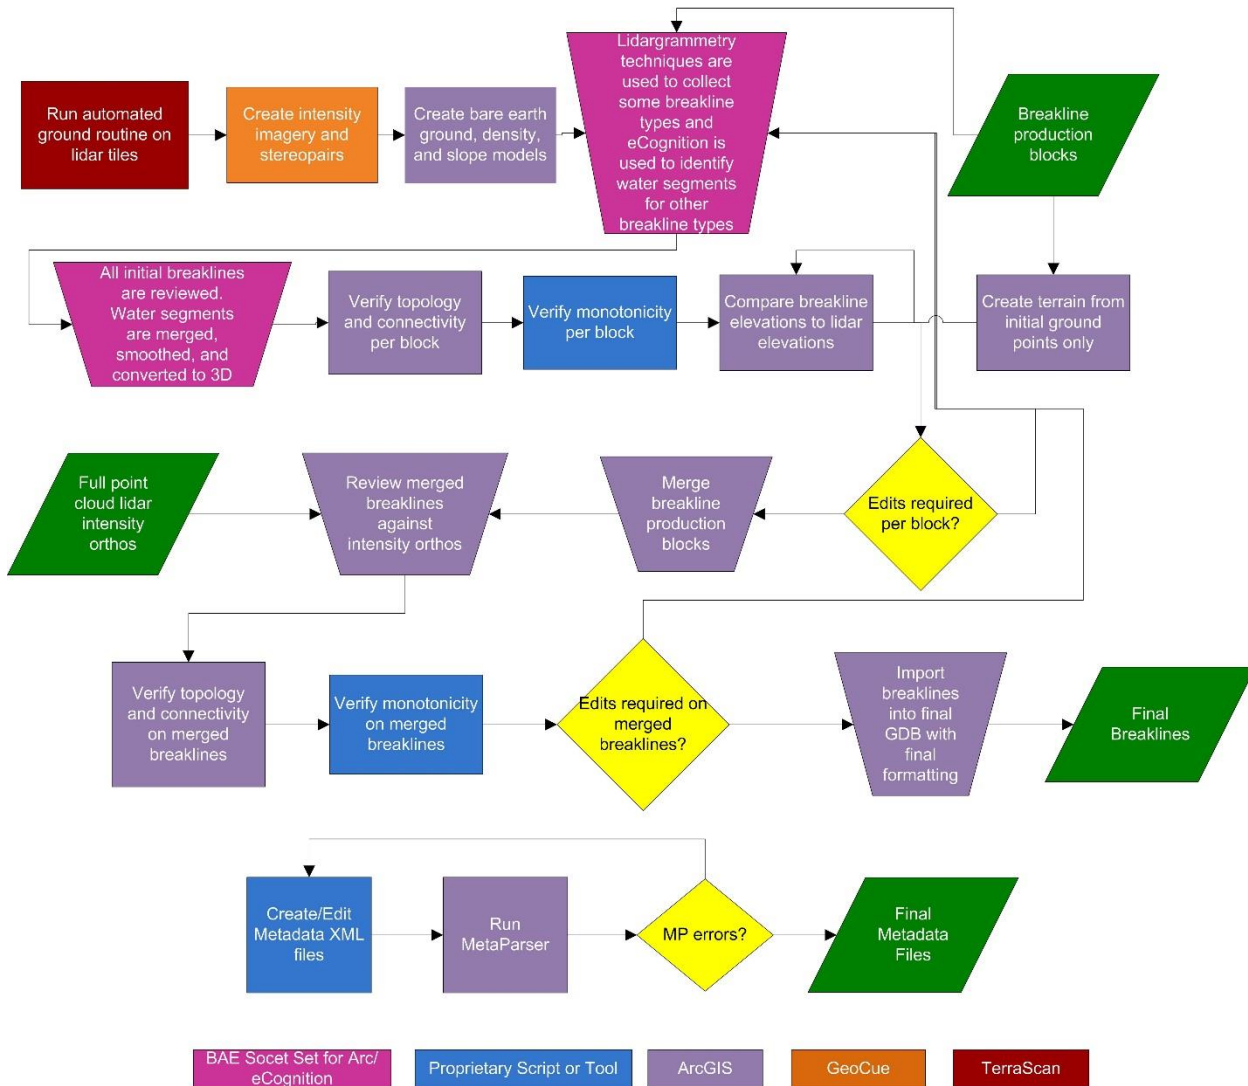 Run automated
ground routine on
lidar tiles
Create intensity
imagery and
stereopairs
Create bare earth
ground, density,
and slope models
Lidargrammetry
techniques are
used to collect
some breakline
types and
eCognition is
used to identify
water segments
for other
breakline types
Breakline
production
blocks
All initial breaklines
are reviewed.
Water segments
are merged,
smoothed, and
converted to 3D
Verify topology
and connectivity
per block
Verify monotonicity
per block
Compare breakline
elevations to lidar
elevations
Create terrain from
initial ground
points only
Full point
cloud lidar
intensity
orthos
Review merged
breaklines
against
intensity orthos
Merge
breakline
production
blocks
Edits required
per block?
Verify topology
and connectivity
on merged
breaklines
Verify monotonicity
on merged
breaklines
Edits required on
merged
breaklines?
Import
breaklines
into final
GDB with
final
formatting
Final
Breaklines
Create/Edit
Metadata XML
files
Run
MetaParser
MP errors?
Final
Metadata
Files
BAE Socet Set for Arc/
eCognition
Proprietary Script or Tool
ArcGIS
GeoCue
TerraScan